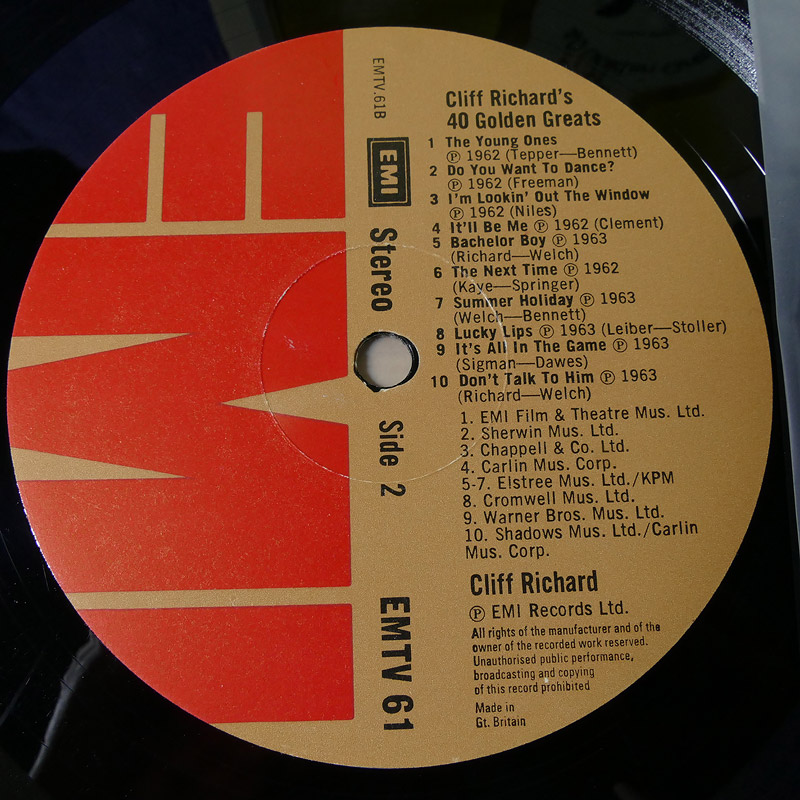 EMTV.61B
EMI
Stereo
Side 2
EMTV 61
EMI
Cliff Richard's
40 Golden Greats
1 The Young Ones
Ⓟ 1962 (Tepper—Bennett)
2 Do You Want To Dance?
Ⓟ 1962 (Freeman)
3 I'm Lookin' Out The Window
Ⓟ 1962 (Niles)
4 It'll Be Me Ⓟ 1962 (Clement)
5 Bachelor Boy Ⓟ 1963
(Richard—Welch)
6 The Next Time Ⓟ 1962
(Kaye—Springer)
7 Summer Holiday Ⓟ 1963
(Welch—Bennett)
8 Lucky Lips Ⓟ 1963 (Leiber—Stoller)
9 It's All In The Game Ⓟ 1963
(Sigman—Dawes)
10 Don't Talk To Him Ⓟ 1963
(Richard—Welch)
1. EMI Film & Theatre Mus. Ltd.
2. Sherwin Mus. Ltd.
3. Chappell & Co. Ltd.
4. Carlin Mus. Corp.
5-7. Elstree Mus. Ltd./KPM
8. Cromwell Mus. Ltd.
9. Warner Bros. Mus. Ltd.
10. Shadows Mus. Ltd./Carlin
Mus. Corp.
Cliff Richard
Ⓟ EMI Records Ltd.
All rights of the manufacturer and of the
owner of the recorded work reserved.
Unauthorised public performance,
broadcasting and copying
of this record prohibited
Made in
Gt. Britain